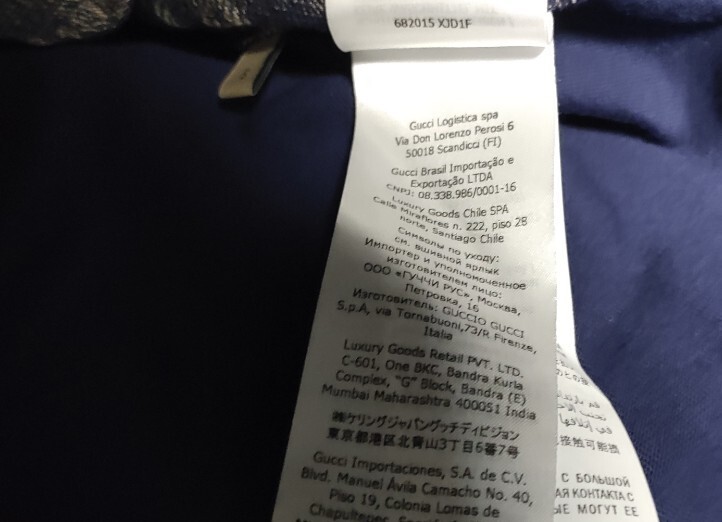 682015 XJD1F
Gucci Logistica spa
Via Don Lorenzo Perosi 6
50018 Scandicci (FI)
Gucci Brasil Importação e
Exportação LTDA
CNPJ: 08.338.986/0001-16
Luxury Goods Chile SPA
Calle Miraflores n. 222, piso 28
norte, Santiago Chile
Символы по уходу:
см. вшивной ярлык
Импортер и уполномоченное
изготовителем лицо:
ООО «ГУЧЧИ РУС», Москва,
Петровка, 16
Изготовитель: GUCCIO GUCCI
S.p.A, via Tornabuoni,73/R Firenze,
Italia
Luxury Goods Retail PVT. LTD.
C-601, One BKC, Bandra Kurla
Complex, "G" Block, Bandra (E)
Mumbai Maharashtra 400051 India
㈱ケリングジャパングッチディビジョン
東京都港区北青山3丁目6番7号
Gucci Importaciones, S.A. de C.V.
Blvd. Manuel Ávila Camacho No. 40,
Piso 19, Colonia Lomas de
接触可能损
С БОЛЬШОЙ
КОНТАКТА С
МОГУТ ЕЕ